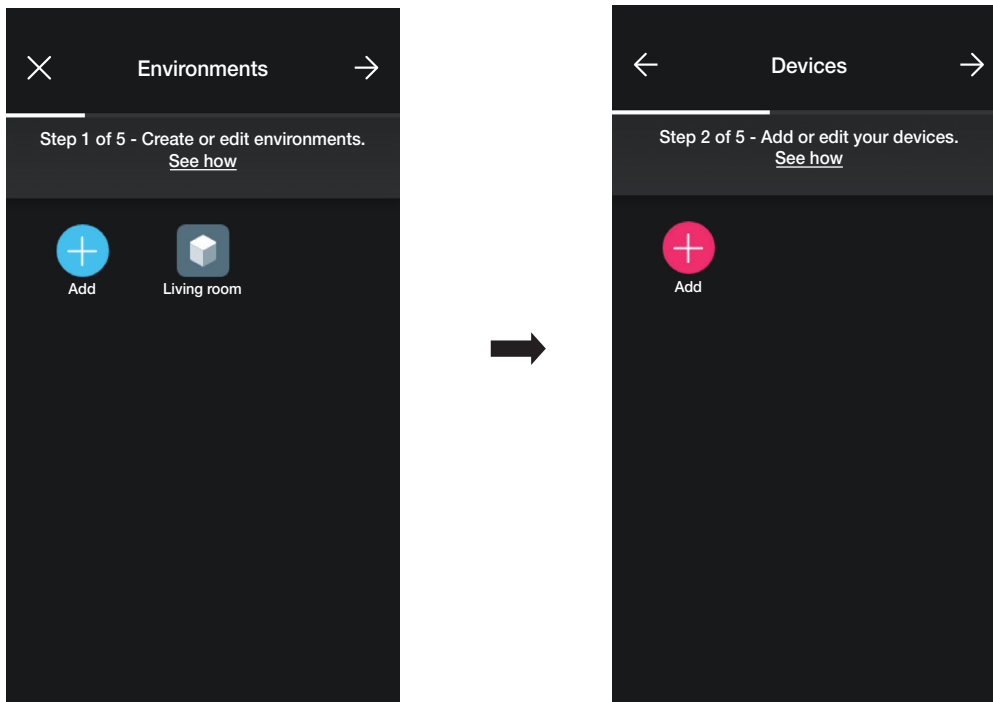 Environments
Step 1 of 5 - Create or edit environments.
See how
Add
Living room
Devices
Step 2 of 5 - Add or edit your devices.
See how
Add